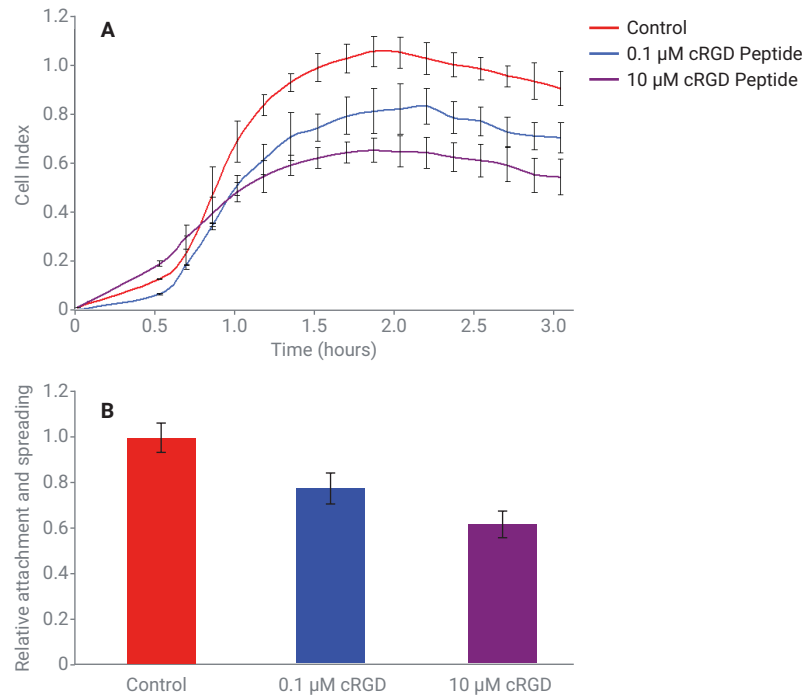 A
Control
0.1 μM cRGD Peptide
10 μM cRGD Peptide
Cell Index
1.2
1.0
0.8
0.6
0.4
0.2
0
0 0.5 1.0 1.5 2.0 2.5 3.0
Time (hours)
B
Relative attachment and spreading
1.2
1.0
0.8
0.6
0.4
0.2
0
Control 0.1 μM cRGD 10 μM cRGD